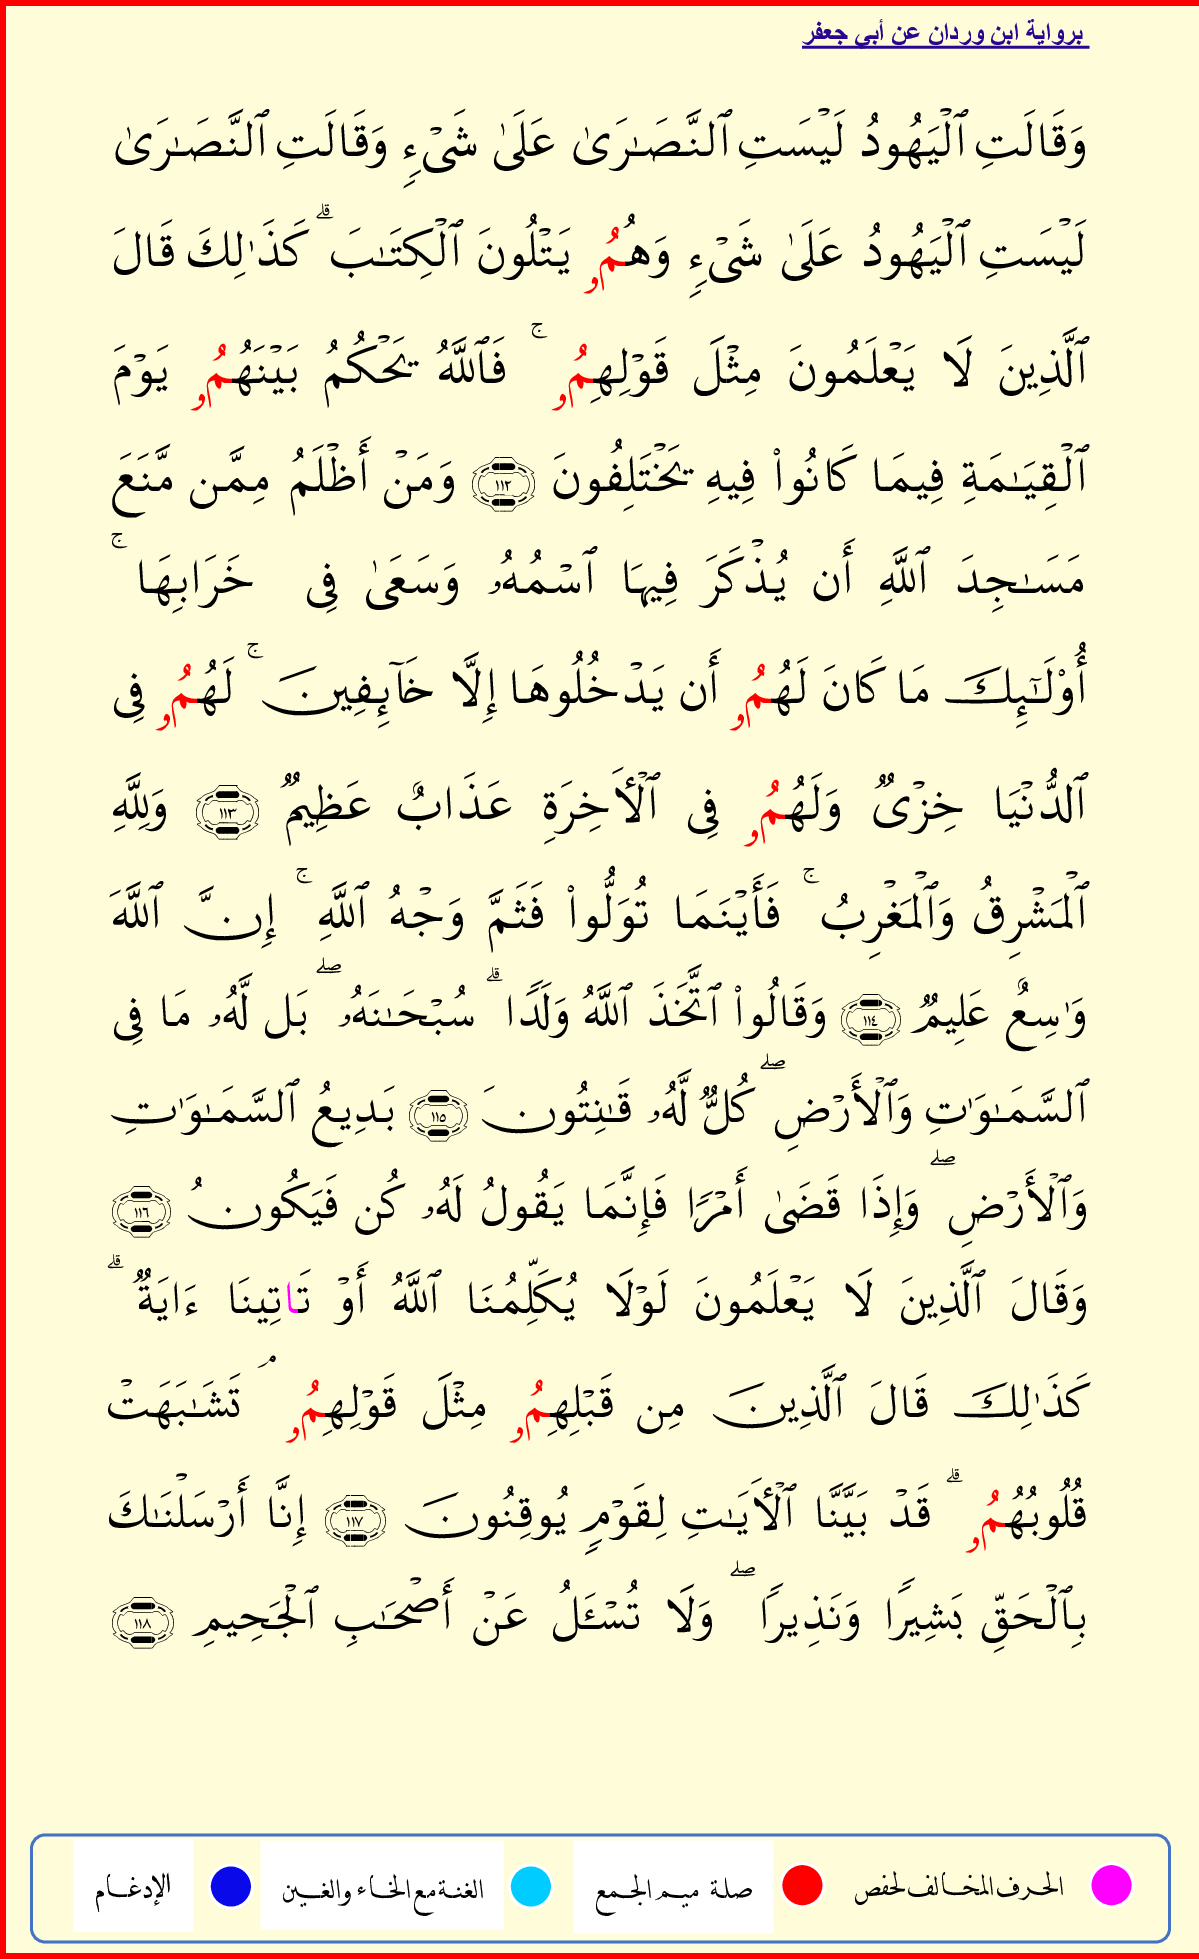 برواية ابن وردان عن أبي جعفر
وَقَالَتِ ٱلْيَهُودُ لَيْسَتِ ٱلنَّصَـٰرَىٰ عَلَىٰ شَىْءٍ وَقَالَتِ ٱلنَّصَـٰرَىٰ
لَيْسَتِ ٱلْيَهُودُ عَلَىٰ شَىْءٍ وَهُمُۥ يَتْلُونَ ٱلْكِتَـٰبَ ۗ كَذَٰلِكَ قَالَ
ٱلَّذِينَ لَا يَعْلَمُونَ مِثْلَ قَوْلِهِمُۥ ۚ فَٱللَّهُ يَحْكُمُ بَيْنَهُمُۥ يَوْمَ
ٱلْقِيَـٰمَةِ فِيمَا كَانُوا۟ فِيهِ يَخْتَلِفُونَ ١١٢ وَمَنْ أَظْلَمُ مِمَّن مَّنَعَ
مَسَـٰجِدَ ٱللَّهِ أَن يُذْكَرَ فِيهَا ٱسْمُهُۥ وَسَعَىٰ فِى خَرَابِهَا ۚ
أُو۟لَـٰٓئِكَ مَا كَانَ لَهُمُۥ أَن يَدْخُلُوهَا إِلَّا خَآئِفِينَ ۚ لَهُمُۥ فِى
ٱلدُّنْيَا خِزْىٌ وَلَهُمُۥ فِى ٱلْأَخِرَةِ عَذَابٌ عَظِيمٌ ١١٣ وَلِلَّهِ
ٱلْمَشْرِقُ وَٱلْمَغْرِبُ ۚ فَأَيْنَمَا تُوَلُّوا۟ فَثَمَّ وَجْهُ ٱللَّهِ ۚ إِنَّ ٱللَّهَ
وَٰسِعٌ عَلِيمٌ ١١٤ وَقَالُوا۟ ٱتَّخَذَ ٱللَّهُ وَلَدًا ۗ سُبْحَـٰنَهُۥ ۖ بَل لَّهُۥ مَا فِى
ٱلسَّمَـٰوَٰتِ وَٱلْأَرْضِ ۖ كُلٌّ لَّهُۥ قَـٰنِتُونَ ١١٥ بَدِيعُ ٱلسَّمَـٰوَٰتِ
وَٱلْأَرْضِ ۖ وَإِذَا قَضَىٰ أَمْرًا فَإِنَّمَا يَقُولُ لَهُۥ كُن فَيَكُونُ ١١٦
وَقَالَ ٱلَّذِينَ لَا يَعْلَمُونَ لَوْلَا يُكَلِّمُنَا ٱللَّهُ أَوْ تَاتِينَا ءَايَةٌ ۗ
كَذَٰلِكَ قَالَ ٱلَّذِينَ مِن قَبْلِهِمُۥ مِثْلَ قَوْلِهِمُۥ ۘ تَشَـٰبَهَتْ
قُلُوبُهُمُۥ ۗ قَدْ بَيَّنَّا ٱلْأَيَـٰتِ لِقَوْمٍ يُوقِنُونَ ١١٧ إِنَّا أَرْسَلْنَـٰكَ
بِٱلْحَقِّ بَشِيرًا وَنَذِيرًا ۖ وَلَا تُسْـَٔلُ عَنْ أَصْحَـٰبِ ٱلْجَحِيمِ ١١٨
الحرف المخالف لحفص صلة ميم الجمع الغنة مع الخاء والغين الإدغام